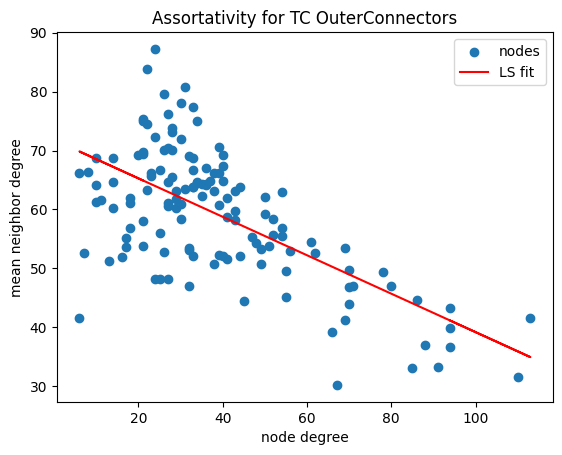 Assortativity for TC OuterConnectors
mean neighbor degree
90
80
70
60
50
40
30
nodes
LS fit
20 40 60 80 100
node degree